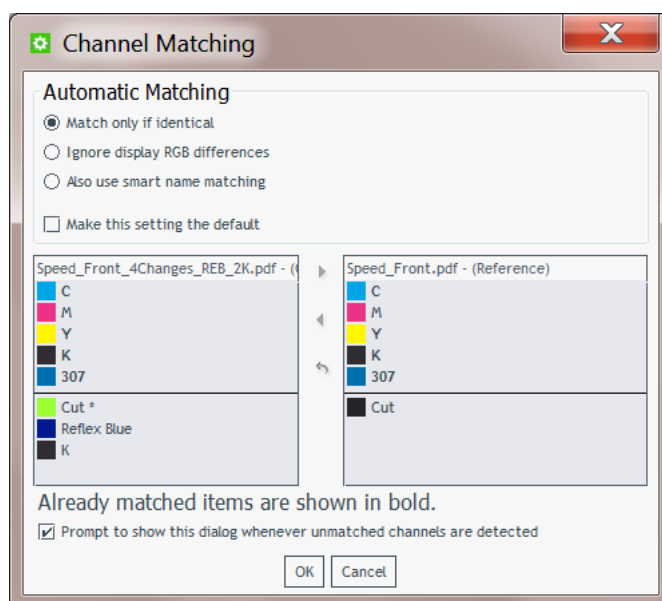 Channel Matching
Automatic Matching
Match only if identical
Ignore display RGB differences
Also use smart name matching
Make this setting the default
Speed_Front_4Changes_REB_2K.pdf - (
C
M
Y
K
307
Cut *
Reflex Blue
K
Speed_Front.pdf - (Reference)
C
M
Y
K
307
Cut
Already matched items are shown in bold.
Prompt to show this dialog whenever unmatched channels are detected
OK
Cancel